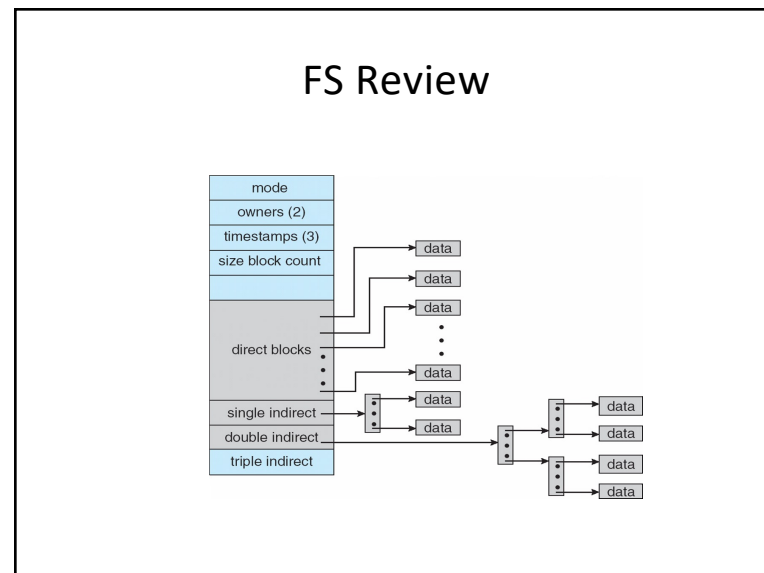 FS Review
mode
owners (2)
timestamps (3)
size block count
direct blocks
single indirect
double indirect
triple indirect
data
data
data
data
data
data
data
data
data
data